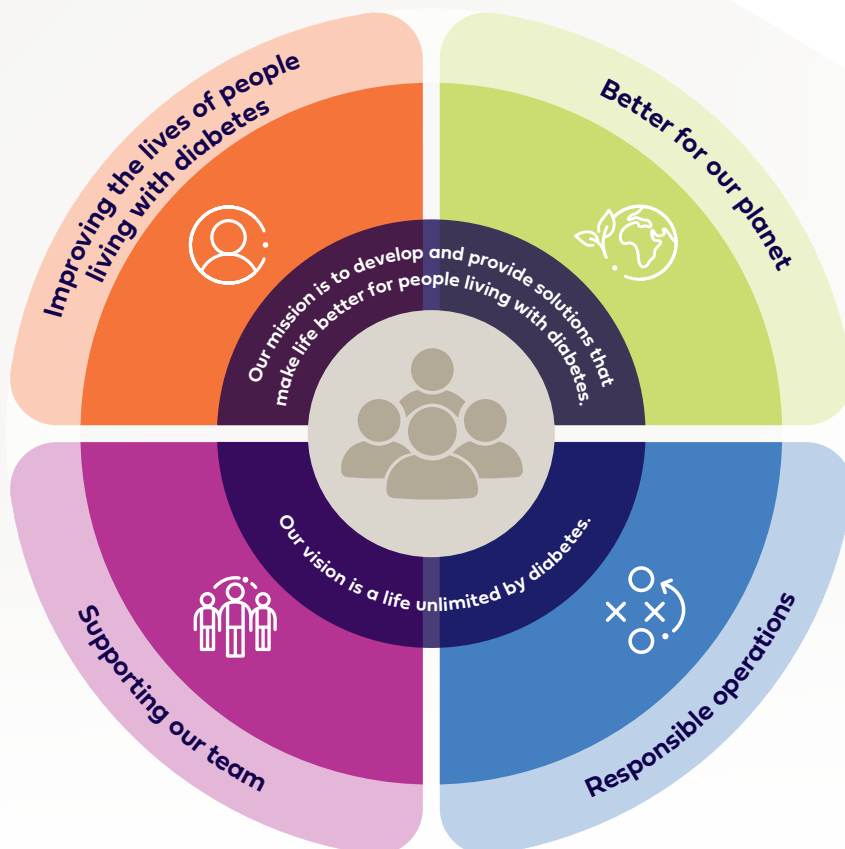 Improving the lives of people
living with diabetes
Better for our planet
Our mission is to develop and provide solutions that
make life better for people living with diabetes.
Our vision is a life unlimited by diabetes.
Supporting our team
Responsible operations